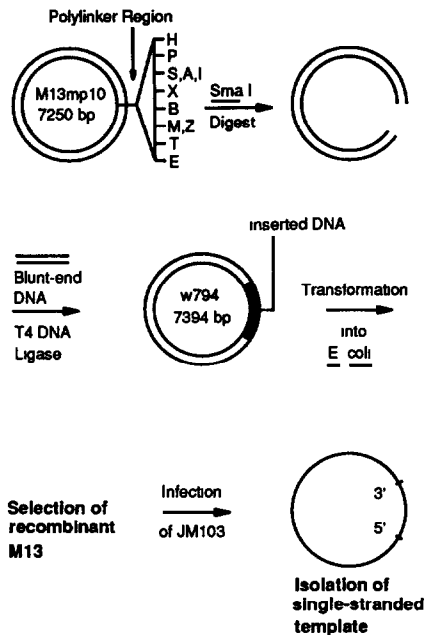 Polylinker Region
M13mp10
7250 bp
H
P
S,A,I
X
B
M,Z
T
E
Sma I
Digest
inserted DNA
Blunt-end
DNA
T4 DNA
Ligase
w794
7394 bp
Transformation
into
E coli
Selection of
recombinant
M13
Infection
of JM103
3'
5'
Isolation of
single-stranded
template